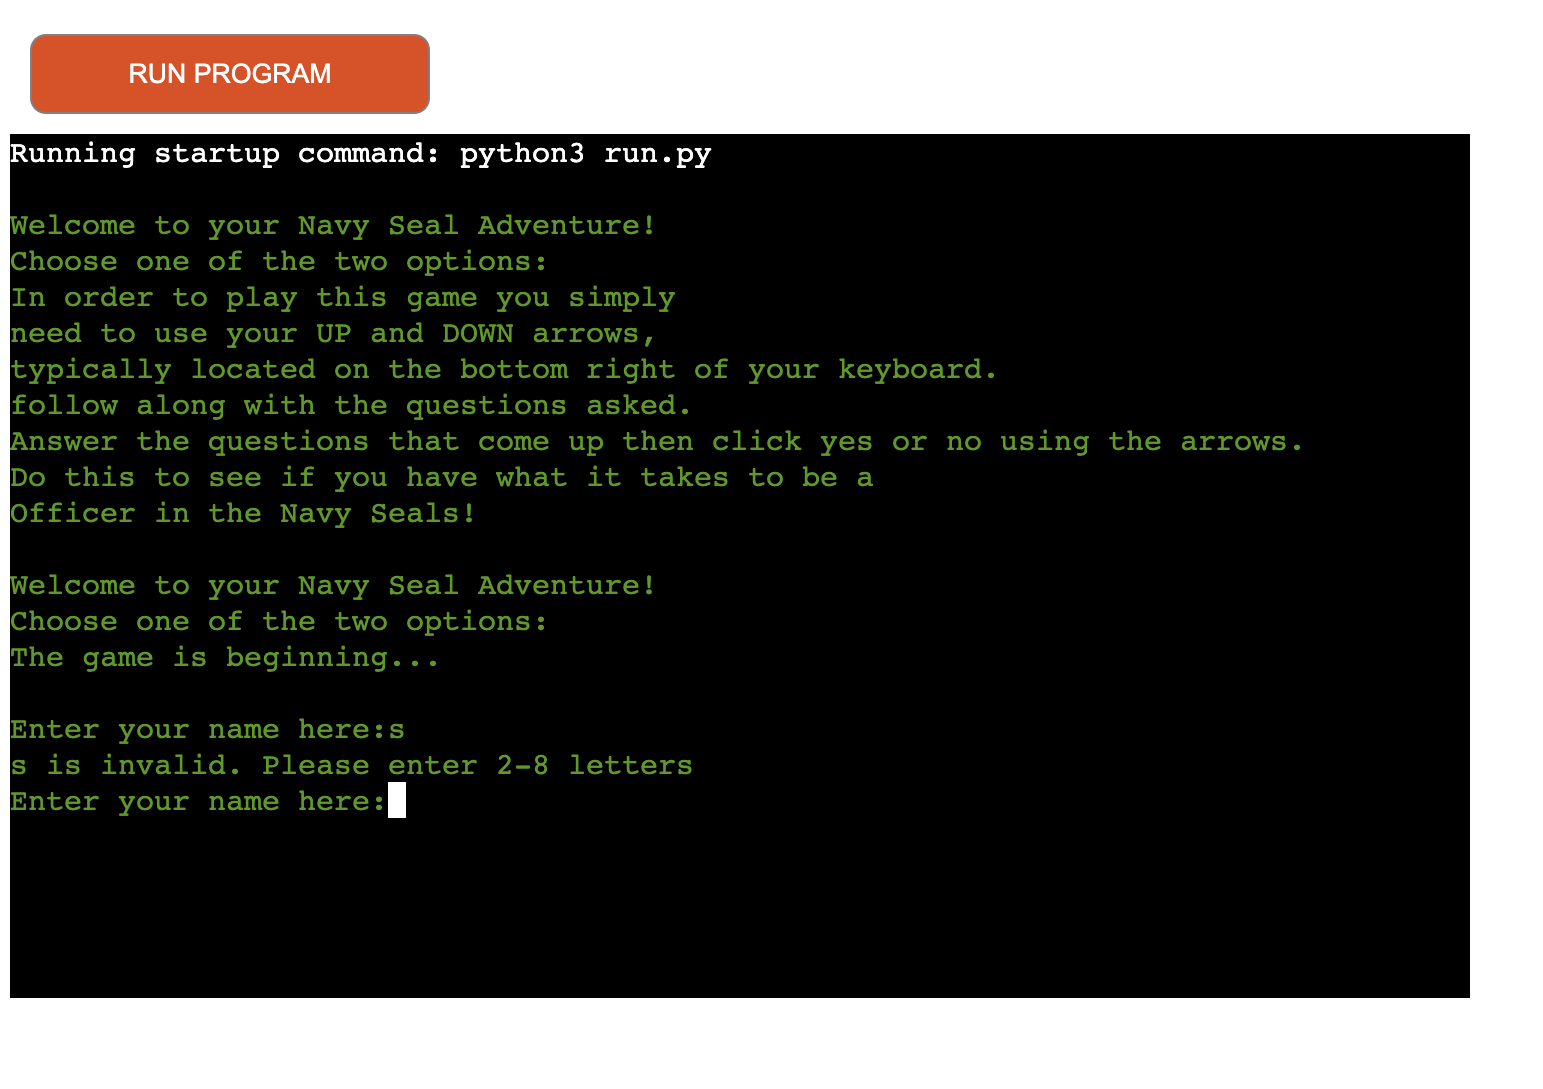 RUN PROGRAM
Running startup command: python3 run.py
Welcome to your Navy Seal Adventure!
Choose one of the two options:
In order to play this game you simply
need to use your UP and DOWN arrows,
typically located on the bottom right of your keyboard.
follow along with the questions asked.
Answer the questions that come up then click yes or no using the arrows.
Do this to see if you have what it takes to be a
Officer in the Navy Seals!
Welcome to your Navy Seal Adventure!
Choose one of the two options:
The game is beginning...
Enter your name here:s
s is invalid. Please enter 2-8 letters
Enter your name here: